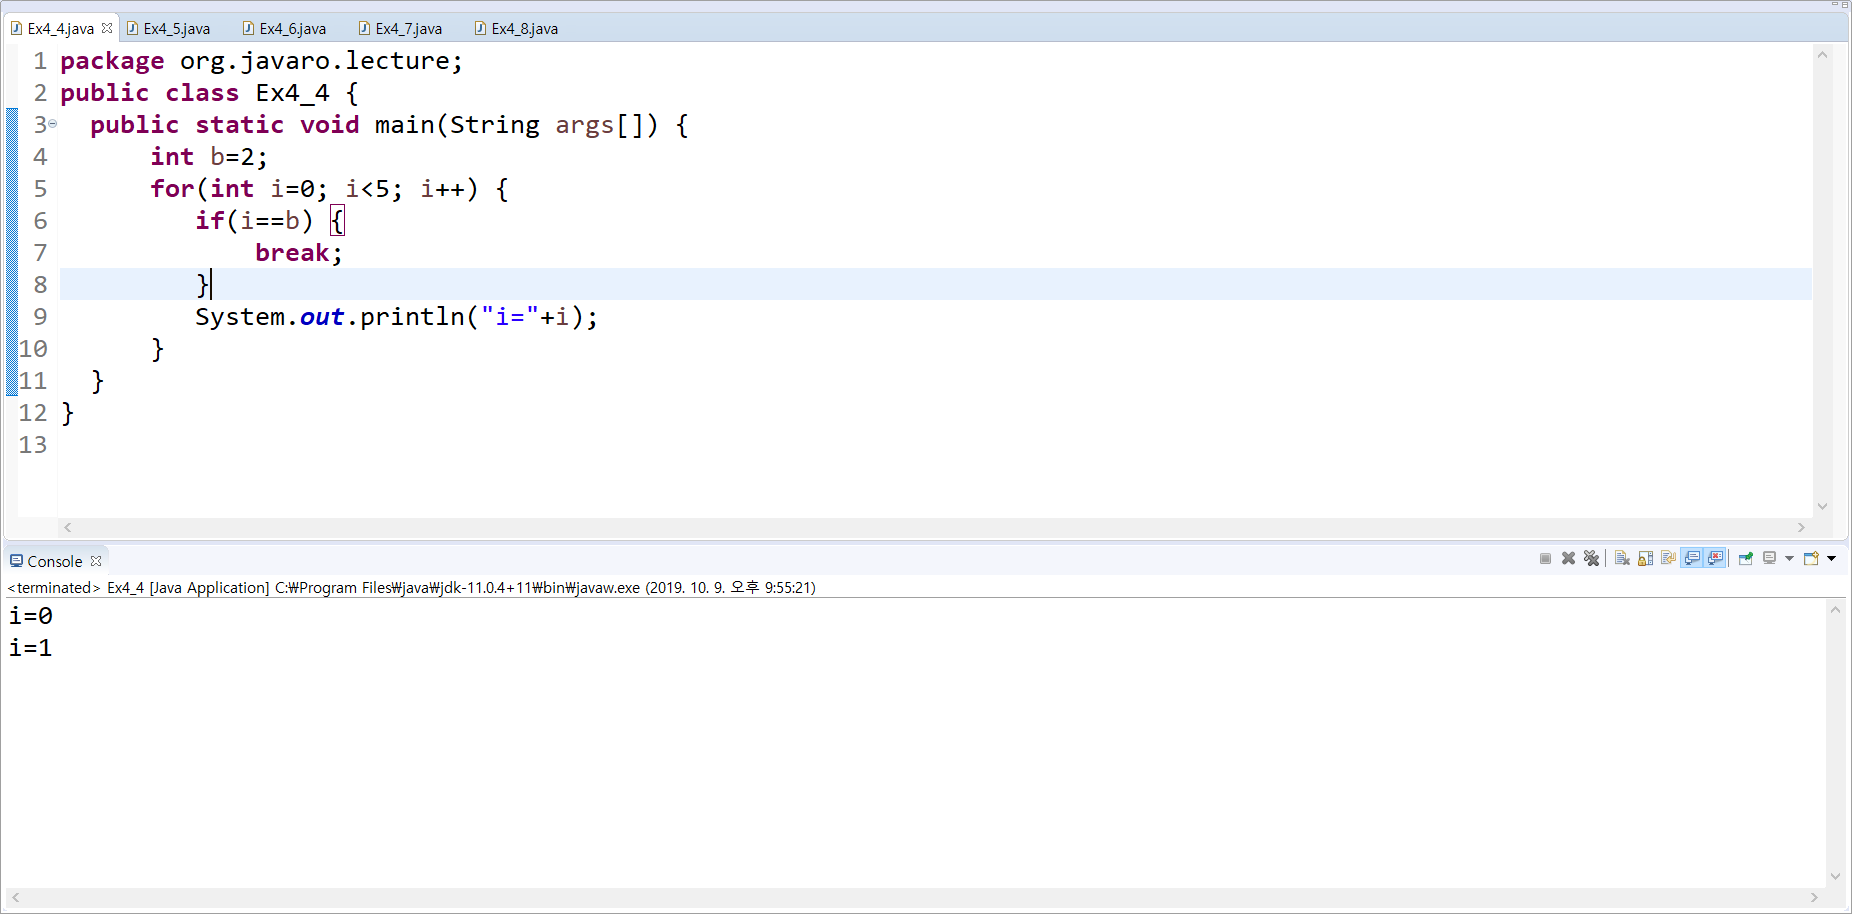 Ex4_4.java Ex4_5.java Ex4_6.java Ex4_7.java Ex4_8.java
1 package org.javaro.lecture;
2 public class Ex4_4 {
3 public static void main(String args[]) {
4 int b=2;
5 for(int i=0; i<5; i++) {
6 if(i==b) {
7 break;
8 }
9 System.out.println("i="+i);
10 }
11 }
12 }
13
Console
<terminated> Ex4_4 [Java Application] C:₩Program Files₩java₩jdk-11.0.4+11₩bin₩javaw.exe (2019. 10. 9. 오후 9:55:21)
i=0
i=1